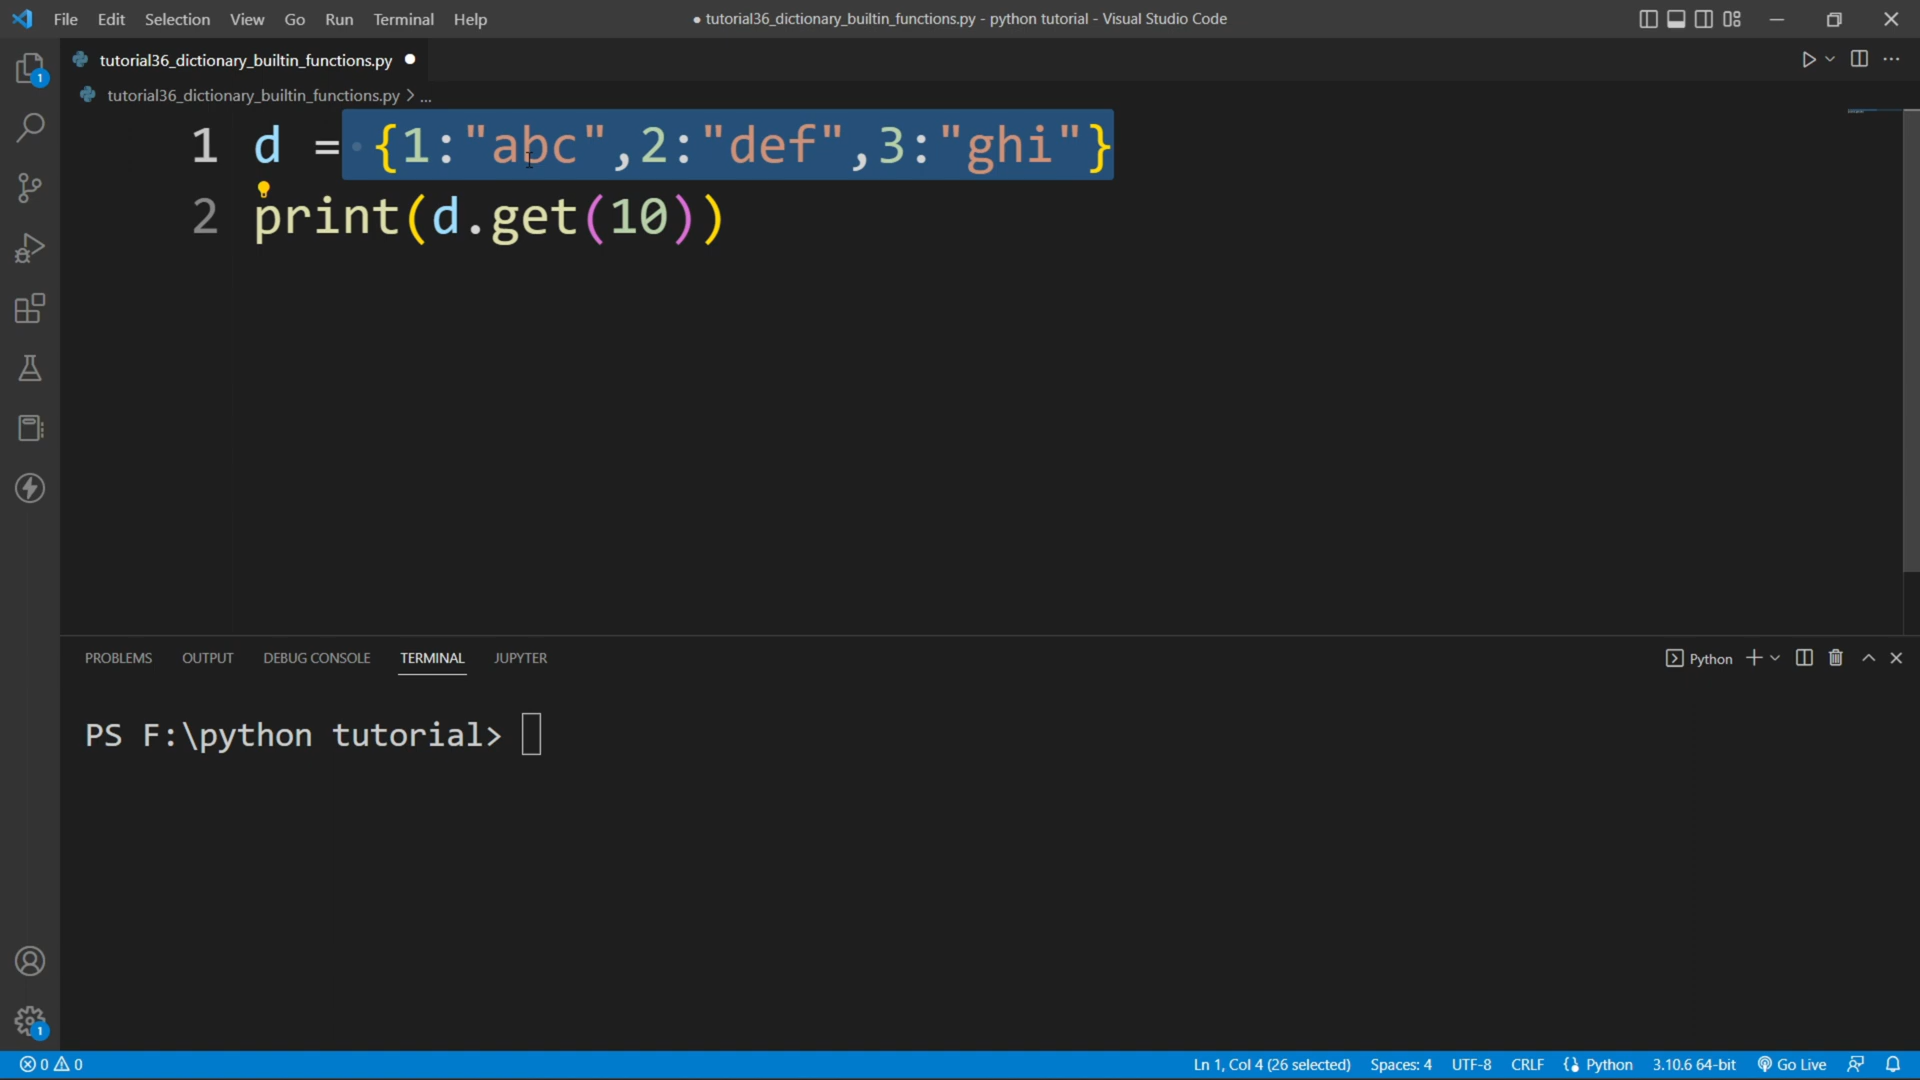 File Edit Selection View Go Run Terminal Help
● tutorial36_dictionary_builtin_functions.py - python tutorial - Visual Studio Code
tutorial36_dictionary_builtin_functions.py ●
tutorial36_dictionary_builtin_functions.py > ...
1
1 d = {1:"abc",2:"def",3:"ghi"}
2 print(d.get(10))
PROBLEMS OUTPUT DEBUG CONSOLE TERMINAL JUPYTER
Python
PS F:\python tutorial>
1
0 0
Ln 1, Col 4 (26 selected) Spaces: 4 UTF-8 CRLF Python 3.10.6 64-bit Go Live